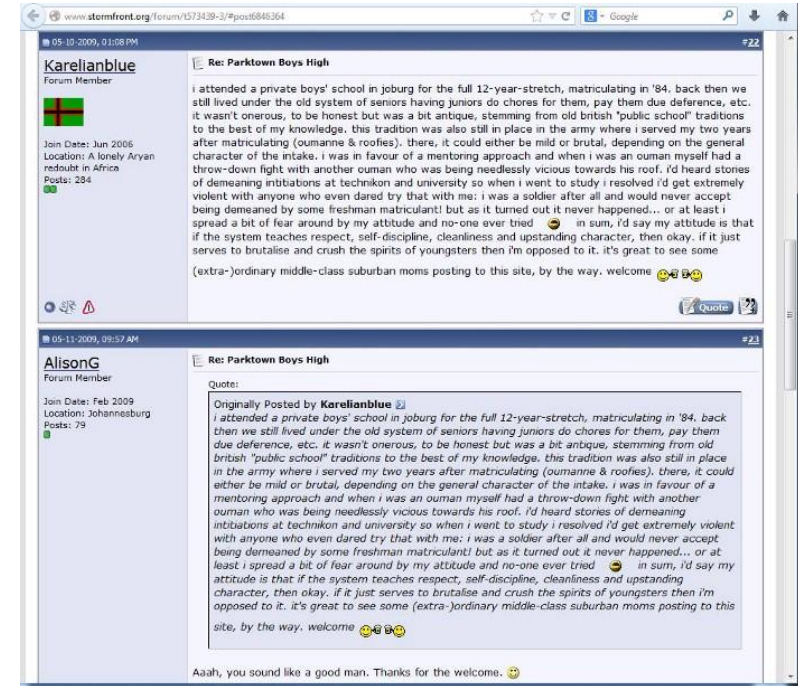 www.stormfront.org/forum/t573439-3/#post6846364
Google
05-10-2009, 01:08 PM
#22
Karelianblue
Forum Member
Join Date: Jun 2006
Location: A lonely Aryan
redoubt in Africa
Posts: 284
Re: Parktown Boys High
i attended a private boys' school in joburg for the full 12-year-stretch, matriculating in '84. back then we
still lived under the old system of seniors having juniors do chores for them, pay them due deference, etc.
it wasn't onerous, to be honest but was a bit antique, stemming from old british "public school" traditions
to the best of my knowledge. this tradition was also still in place in the army where i served my two years
after matriculating (oumanne & roofies). there, it could either be mild or brutal, depending on the general
character of the intake. i was in favour of a mentoring approach and when i was an ouman myself had a
throw-down fight with another ouman who was being needlessly vicious towards his roof. i'd heard stories
of demeaning intitiations at technikon and university so when i went to study i resolved i'd get extremely
violent with anyone who even dared try that with me: i was a soldier after all and would never accept
being demeaned by some freshman matriculant! but as it turned out it never happened... or at least i
spread a bit of fear around by my attitude and no-one ever tried in sum, i'd say my attitude is that
if the system teaches respect, self-discipline, cleanliness and upstanding character, then okay. if it just
serves to brutalise and crush the spirits of youngsters then i'm opposed to it. it's great to see some
(extra-)ordinary middle-class suburban moms posting to this site, by the way. welcome
Quote
05-11-2009, 09:57 AM
#23
AlisonG
Forum Member
Join Date: Feb 2009
Location: Johannesburg
Posts: 79
Re: Parktown Boys High
Quote:
Originally Posted by Karelianblue
i attended a private boys' school in joburg for the full 12-year-stretch, matriculating in '84. back
then we still lived under the old system of seniors having juniors do chores for them, pay them
due deference, etc. it wasn't onerous, to be honest but was a bit antique, stemming from old
british "public school" traditions to the best of my knowledge. this tradition was also still in place
in the army where i served my two years after matriculating (oumanne & roofies). there, it could
either be mild or brutal, depending on the general character of the intake. i was in favour of a
mentoring approach and when i was an ouman myself had a throw-down fight with another
ouman who was being needlessly vicious towards his roof. i'd heard stories of demeaning
intitiations at technikon and university so when i went to study i resolved i'd get extremely violent
with anyone who even dared try that with me: i was a soldier after all and would never accept
being demeaned by some freshman matriculant! but as it turned out it never happened... or at
least i spread a bit of fear around by my attitude and no-one ever tried in sum, i'd say my
attitude is that if the system teaches respect, self-discipline, cleanliness and upstanding
character, then okay. if it just serves to brutalise and crush the spirits of youngsters then i'm
opposed to it. it's great to see some (extra-)ordinary middle-class suburban moms posting to this
site, by the way. welcome
Aaah, you sound like a good man. Thanks for the welcome.